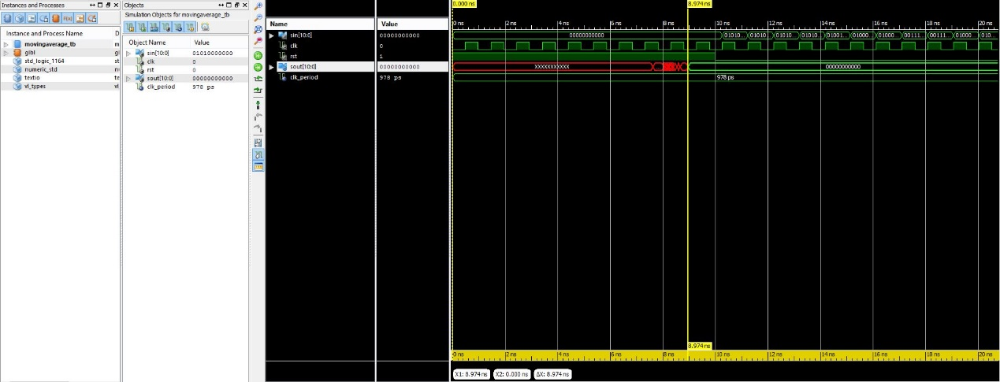 Instances and Processes
Instance and Process Name D
movingaverage_tb m
glbl gl
std_logic_1164 st
numeric_std nu
textio te
vl_types vl
Objects
Simulation Objects for movingaverage_tb
Object Name Value
sin[10:0] 01010000000
clk 0
rst 0
sout[10:0] 00000000000
clk_period 978 ps
Name Value
sin[10:0] 00000000000
clk 0
rst 1
sout[10:0] 00000000000
clk_period 978 ps
0.000 ns 8.974 ns
0 ns 2 ns 4 ns 6 ns 8 ns 10 ns 12 ns 14 ns 16 ns 18 ns 20 ns
00000000000 01010... 01010... 01010... 01010... 01001... 01000... 01000... 00111... 00111... 01000... 010...
XXXXXXXXXXX 00000000000
978 ps
8.974 ns
0 ns 2 ns 4 ns 6 ns 8 ns 10 ns 12 ns 14 ns 16 ns 18 ns 20 ns
X1: 8.974 ns X2: 0.000 ns ΔX: 8.974 ns